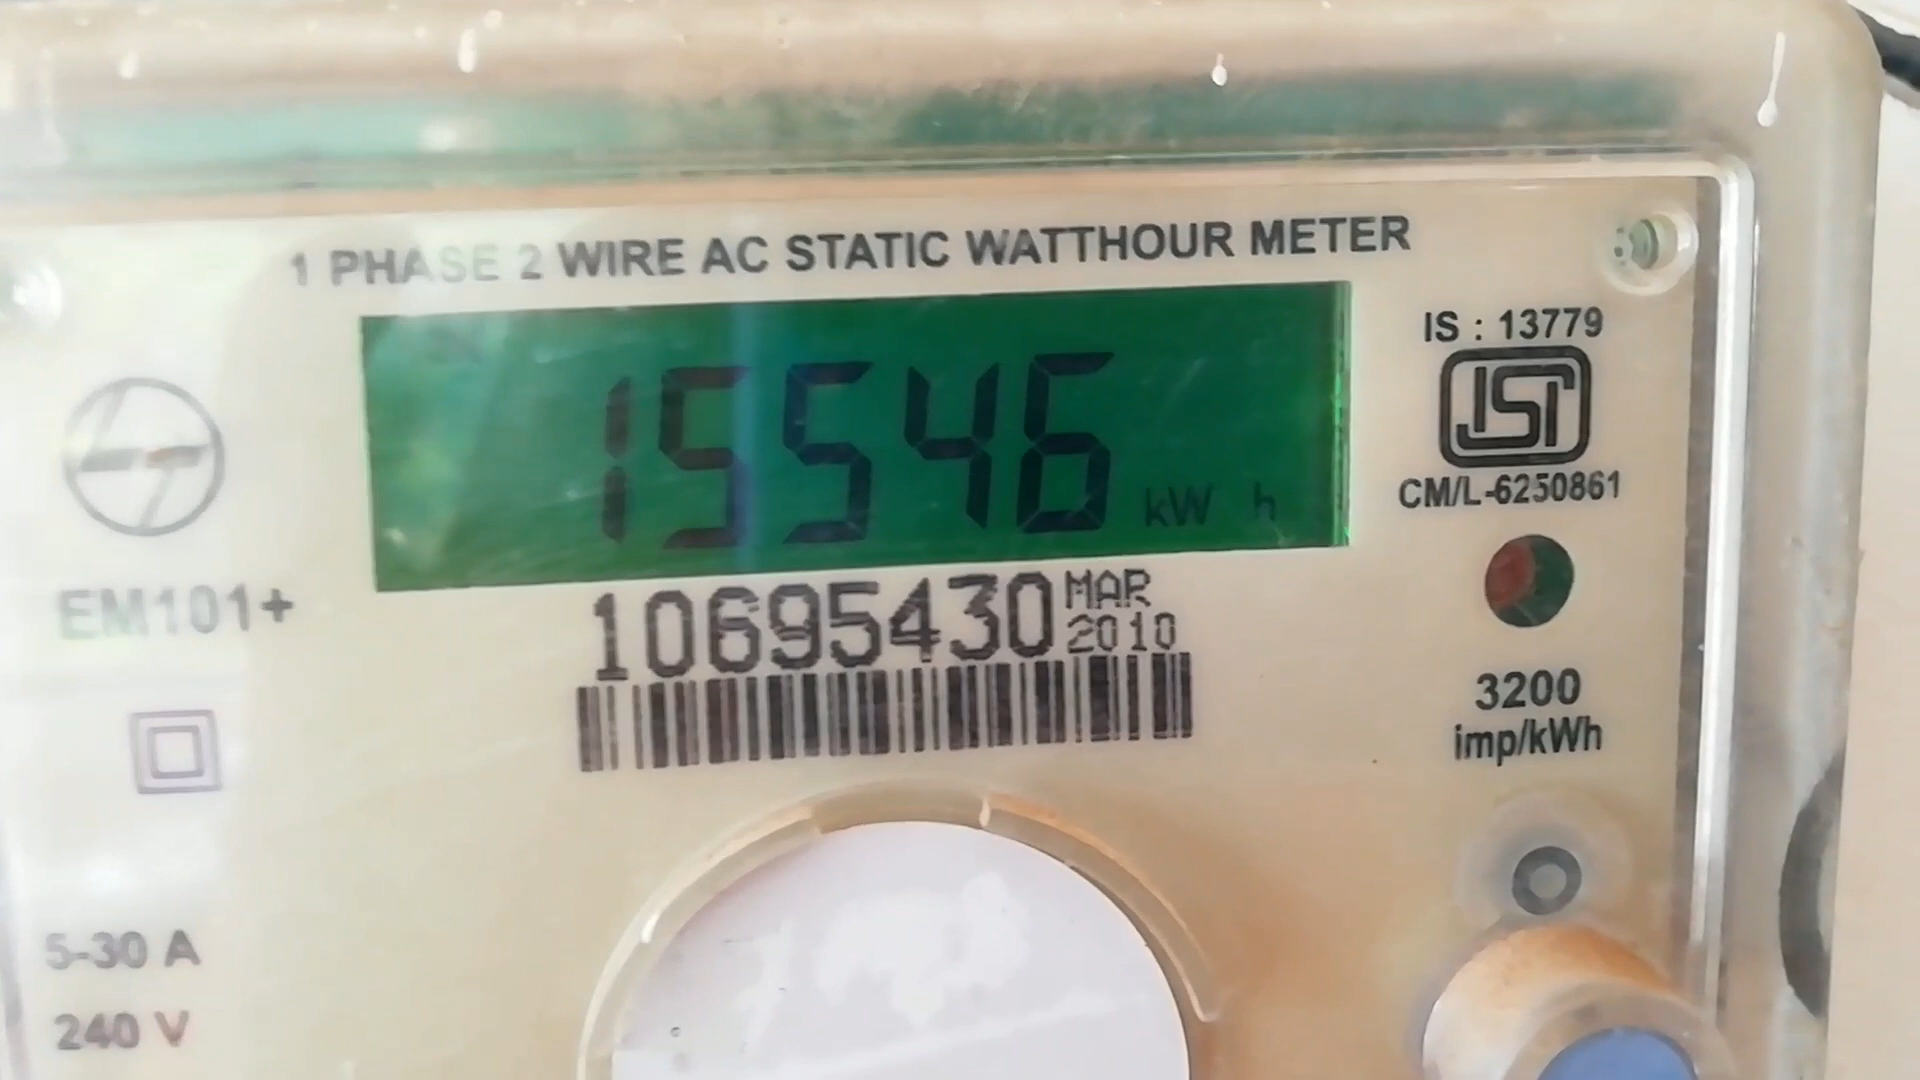 1 PHASE 2 WIRE AC STATIC WATTHOUR METER
15546 kW h
IS : 13779
ISI
CM/L-6250861
EM101+
10695430 MAR 2010
3200
imp/kWh
5-30 A
240 V